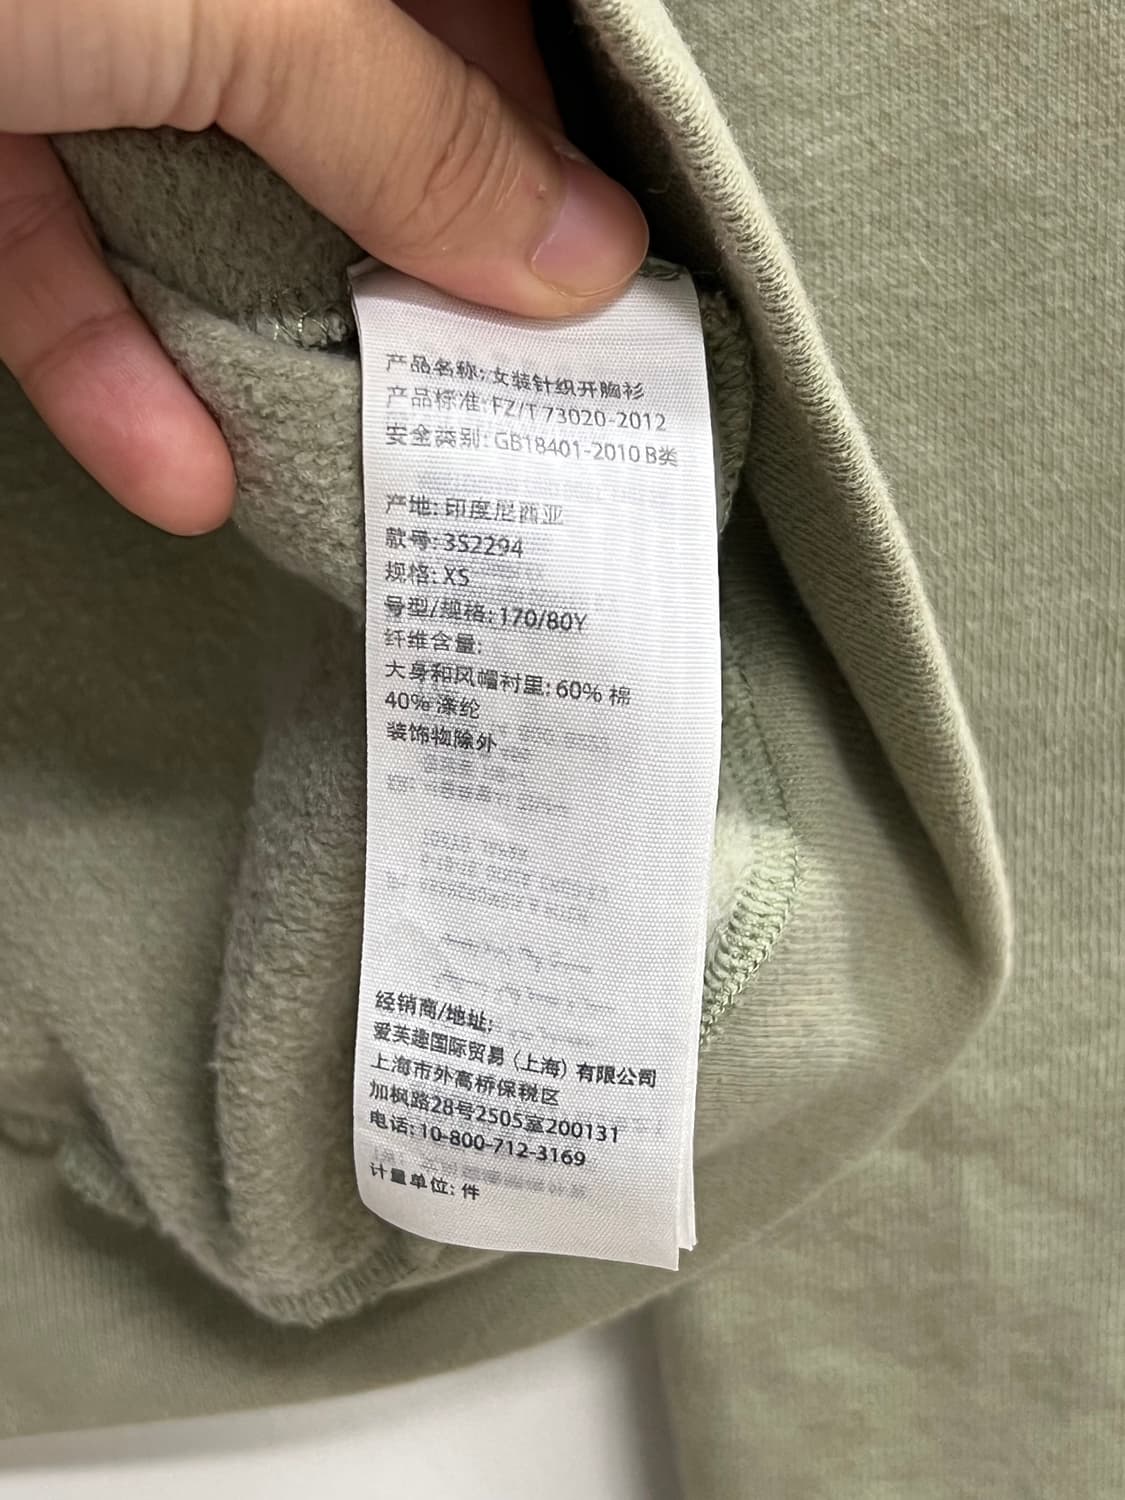 产品名称: 女装针织开胸衫
产品标准: FZ/T 73020-2012
安全类别: GB18401-2010 B类
产地: 印度尼西亚
款号: 3S2294
规格: XS
号型/规格: 170/80Y
纤维含量:
大身和风帽衬里: 60% 棉
40% 涤纶
装饰物除外
经销商/地址:
爱芙趣国际贸易 (上海) 有限公司
上海市外高桥保税区
加枫路28号2505室200131
电话: 10-800-712-3169
计量单位: 件